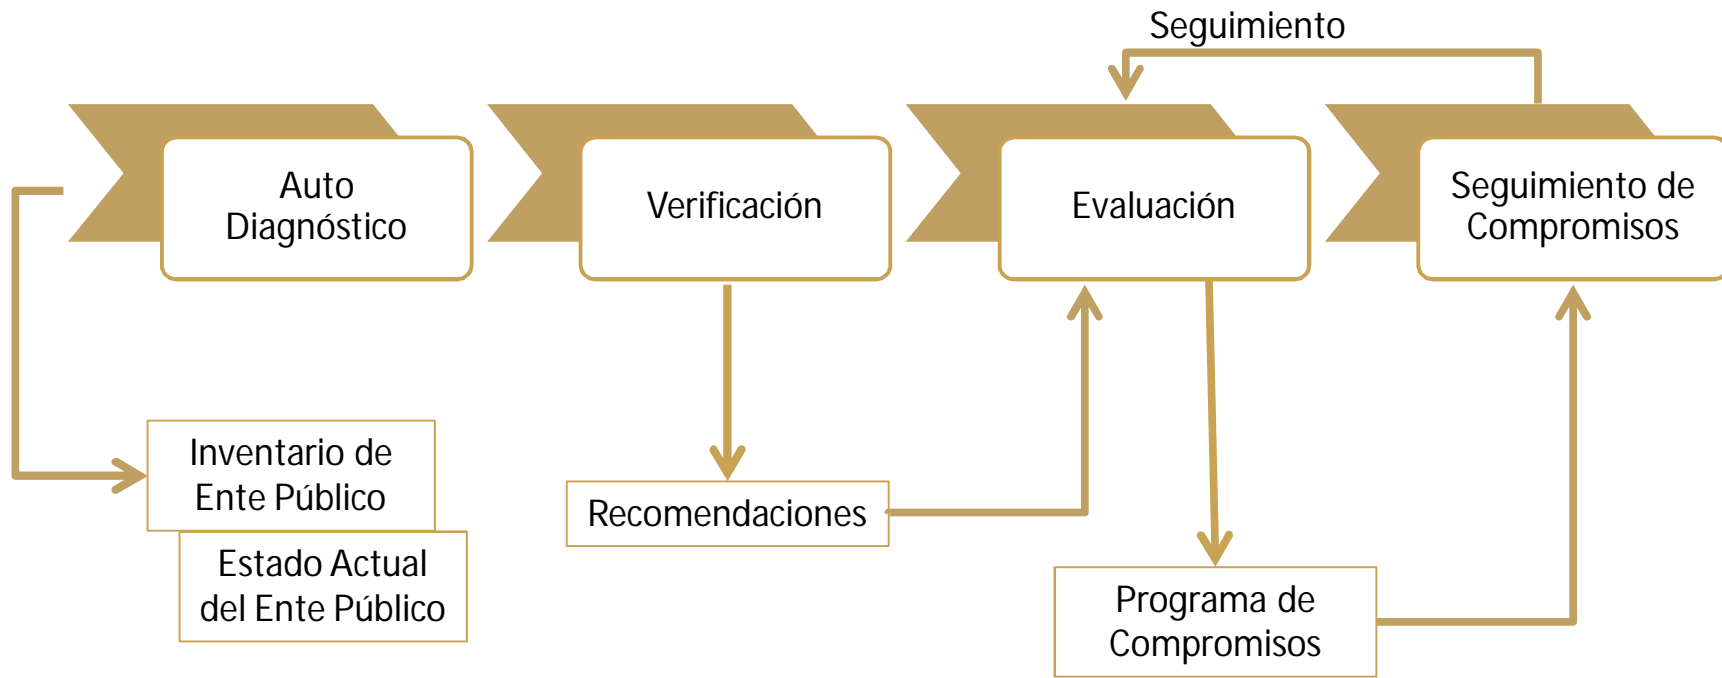 Seguimiento
Auto
Diagnóstico
Verificación
Evaluación
Seguimiento de
Compromisos
Inventario de
Ente Público
Estado Actual
del Ente Público
Recomendaciones
Programa de
Compromisos